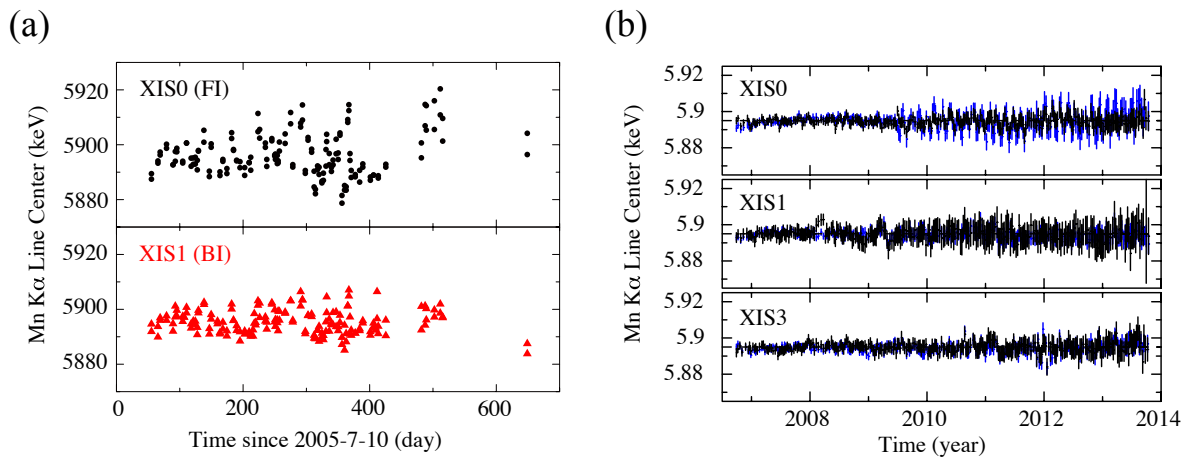 (a)
XIS0 (FI)
5920
5900
5880
XIS1 (BI)
5920
5900
5880
Mn Kα Line Center (keV)
0 200 400 600
Time since 2005-7-10 (day)
(b)
XIS0
5.92
5.9
5.88
XIS1
5.92
5.9
5.88
XIS3
5.92
5.9
5.88
Mn Kα Line Center (keV)
2008 2010 2012 2014
Time (year)